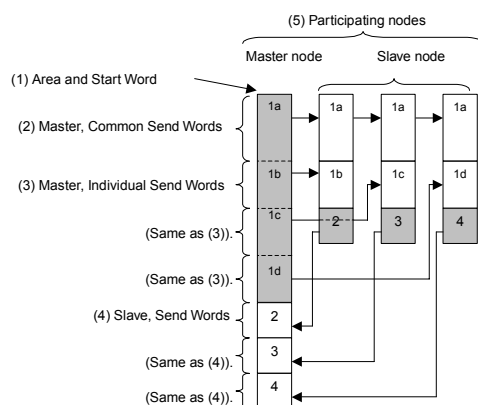 (5) Participating nodes
Master node Slave node
(1) Area and Start Word
1a 1a 1a 1a
(2) Master, Common Send Words
1b 1b 1c 1d
(3) Master, Individual Send Words
1c
2 3 4
(Same as (3)).
1d
(Same as (3)).
(4) Slave, Send Words 2
3
(Same as (4)).
4
(Same as (4)).